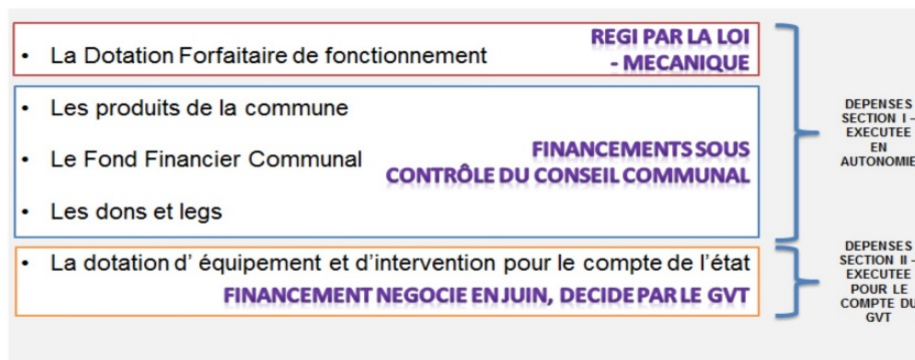 • La Dotation Forfaitaire de fonctionnement
REGI PAR LA LOI
- MECANIQUE
• Les produits de la commune
• Le Fond Financier Communal
FINANCEMENTS SOUS
CONTRÔLE DU CONSEIL COMMUNAL
• Les dons et legs
DEPENSES
SECTION I –
EXECUTEE
EN
AUTONOMIE
• La dotation d' équipement et d'intervention pour le compte de l'état
FINANCEMENT NEGOCIE EN JUIN, DECIDE PAR LE GVT
DEPENSES
SECTION II –
EXECUTEE
POUR LE
COMPTE DU
GVT